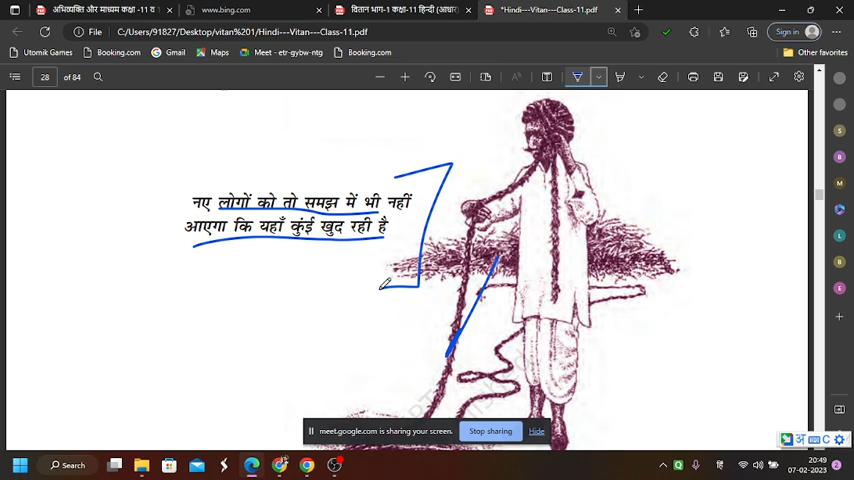 अभिव्यक्ति और माध्यम कक्षा -11 व 1
www.bing.com
वितान भाग-1 कक्षा-11 हिन्दी (आधार)
*Hindi---Vitan---Class-11.pdf
File
C:/Users/91827/Desktop/vitan%201/Hindi---Vitan---Class-11.pdf
Sign in
Utomik Games
Booking.com
Gmail
Maps
Meet - etr-gybw-ntg
Booking.com
Other favorites
28 of 84
नए लोगों को तो समझ में भी नहीं
आएगा कि यहाँ कुंई खुद रही है
meet.google.com is sharing your screen.
Stop sharing
Hide
Search
20:49
07-02-2023